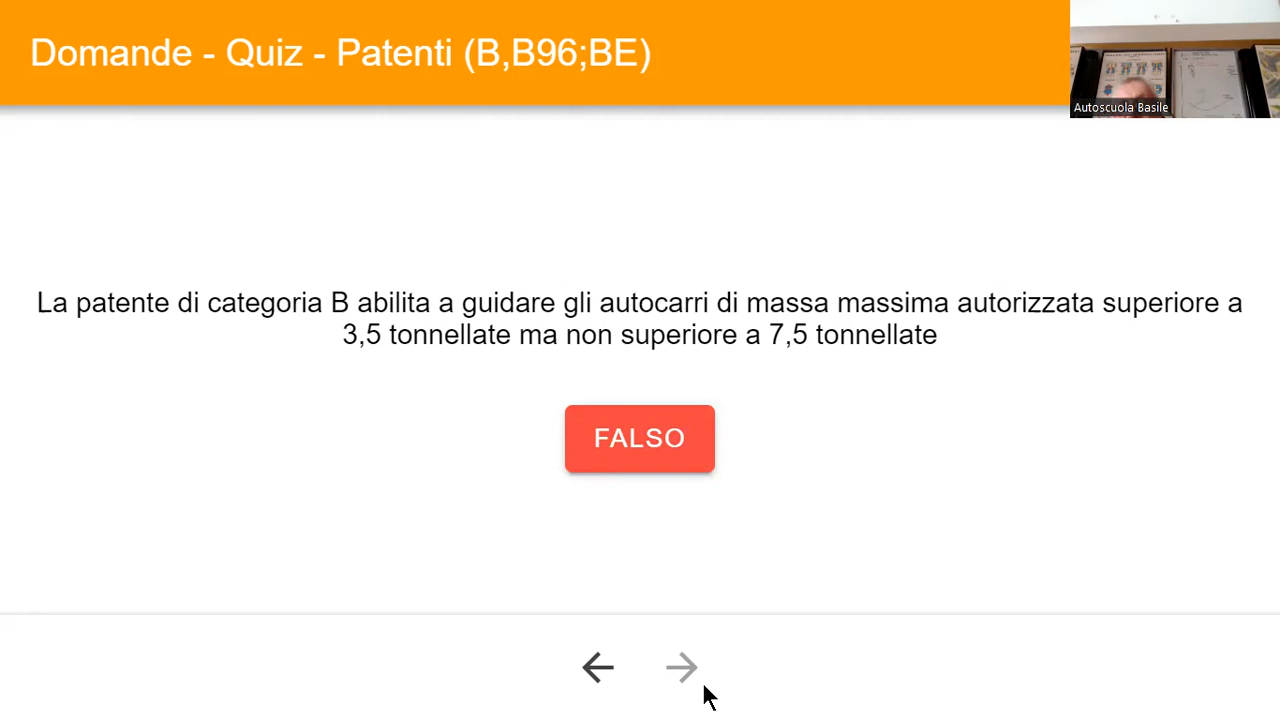 Domande - Quiz - Patenti (B,B96;BE)
Autoscuola Basile
La patente di categoria B abilita a guidare gli autocarri di massa massima autorizzata superiore a
3,5 tonnellate ma non superiore a 7,5 tonnellate
FALSO